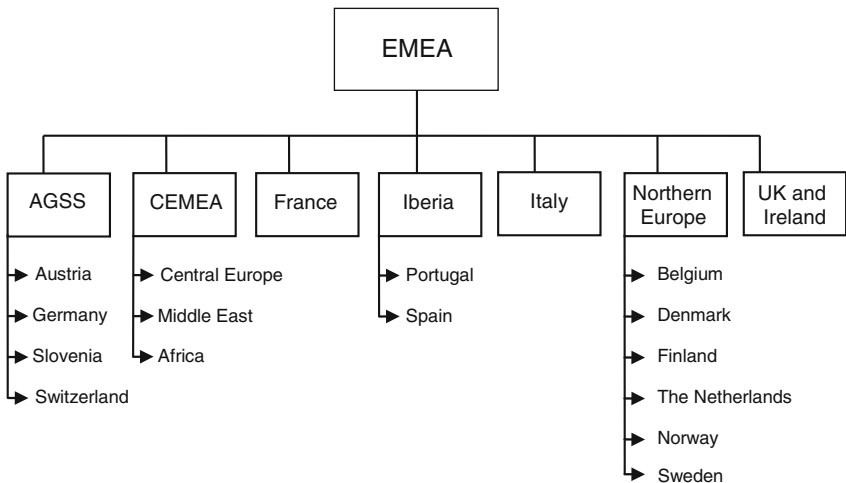 EMEA
AGSS
CEMEA
France
Iberia
Italy
Northern
Europe
UK and
Ireland
Austria
Germany
Slovenia
Switzerland
Central Europe
Middle East
Africa
Portugal
Spain
Belgium
Denmark
Finland
The Netherlands
Norway
Sweden